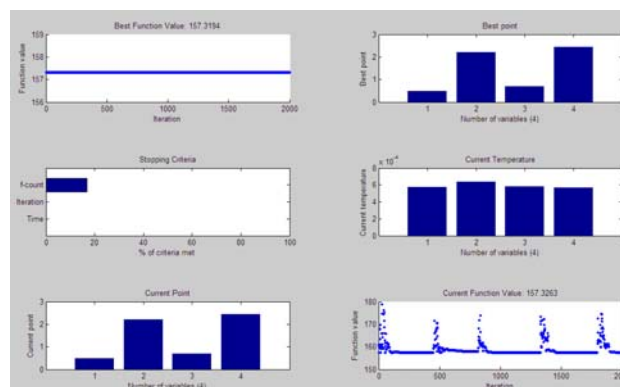 Best Function Value: 157.3194
159
158
157
156
Function value
0
500
1000
1500
2000
Iteration
Best point
3
2
1
0
Best point
1
2
3
4
Number of variables (4)
Stopping Criteria
f-count
Iteration
Time
0
20
40
60
80
100
% of criteria met
Current Temperature
x 10^-4
8
6
4
2
0
Current temperature
1
2
3
4
Number of variables (4)
Current Point
3
2
1
0
Current point
1
2
3
4
Number of variables (4)
Current Function Value: 157.3263
180
170
160
150
Function value
0
500
1000
1500
Iteration